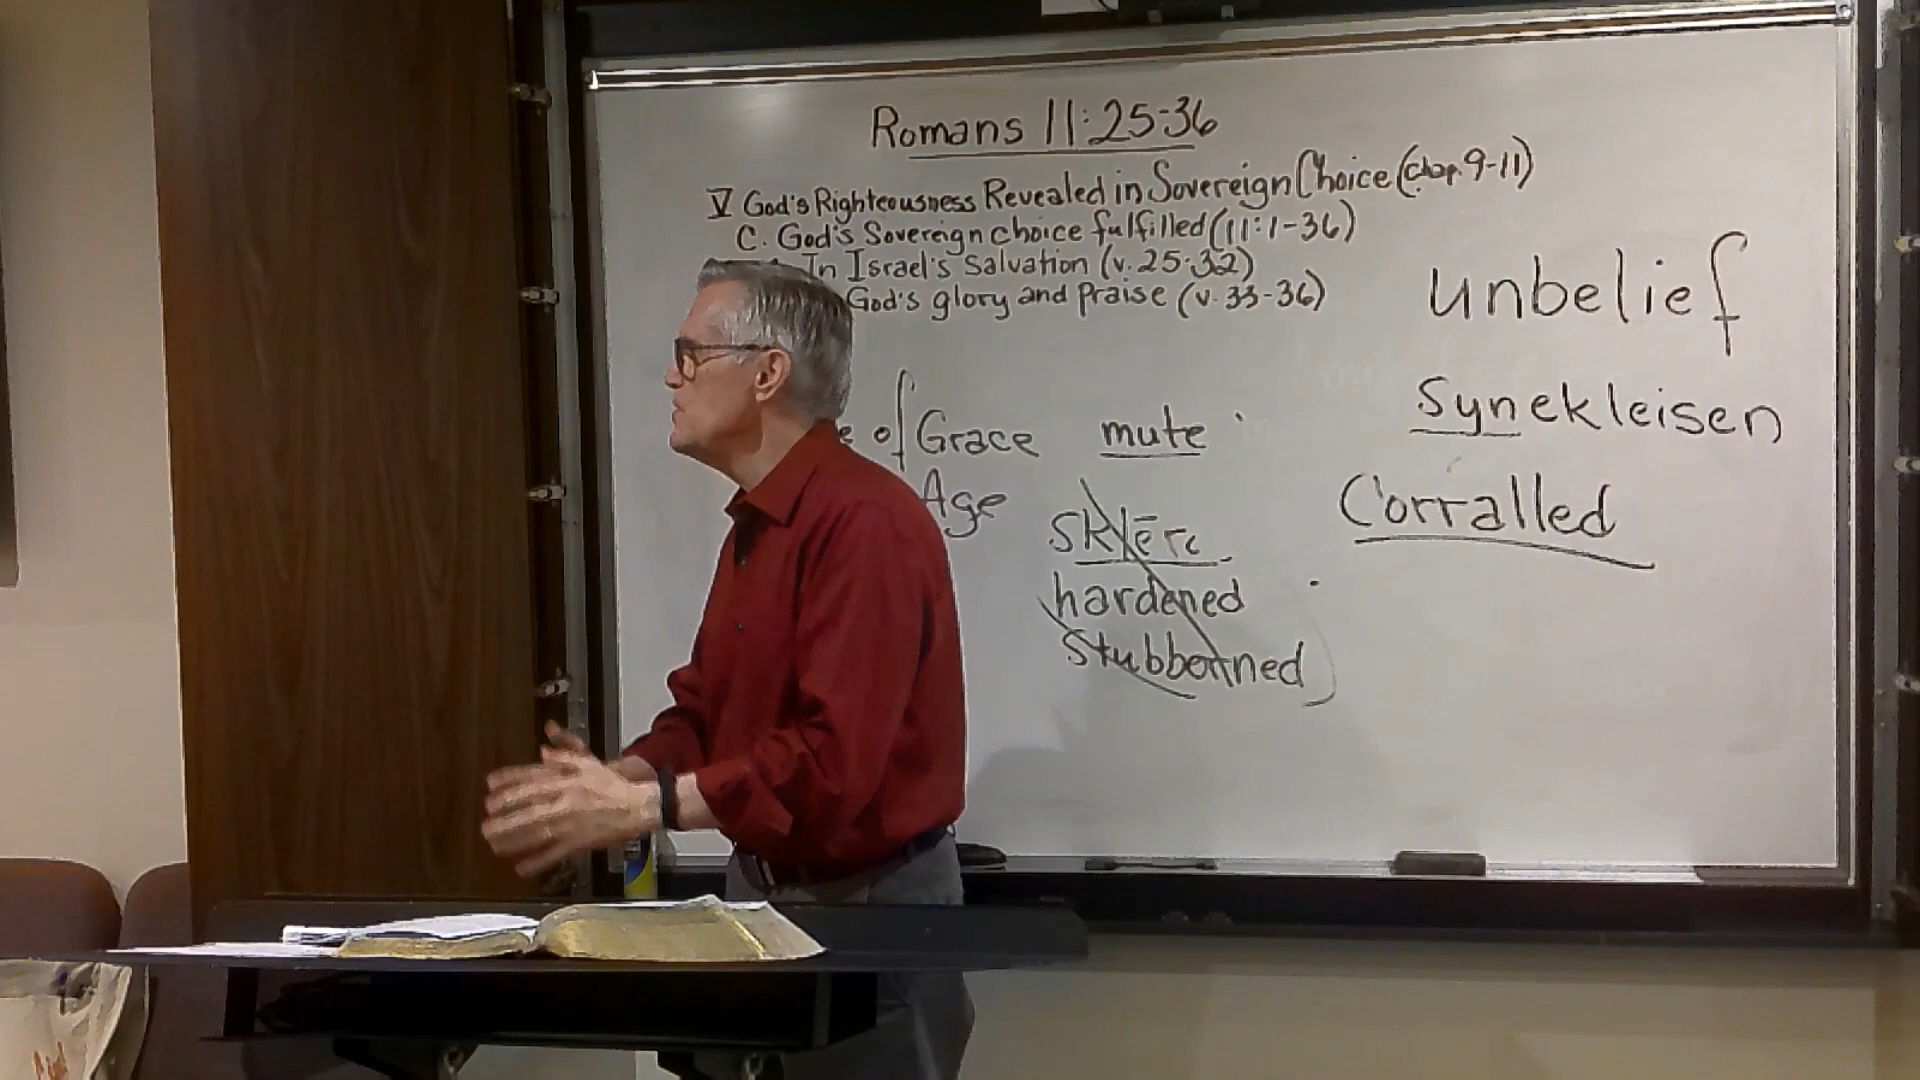 Romans 11:25-36
V God's Righteousness Revealed in Sovereign Choice (chap. 9-11)
C. God's Sovereign choice fulfilled (11:1-36)
In Israel's Salvation (v. 25-32)
God's glory and Praise (v. 33-36)
of Grace
Age
mute
hardened
Stubborned
unbelief
Synekleisen
Corralled